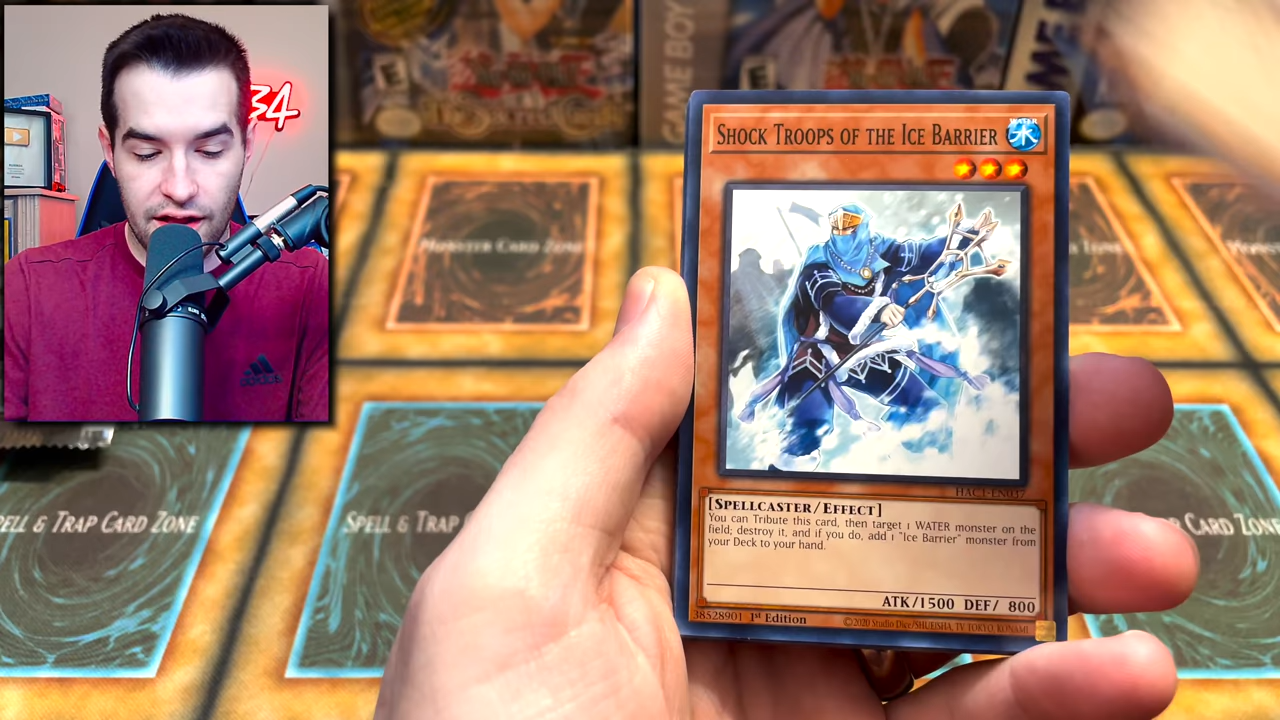 34
GAME BOY
E
E
SHOCK TROOPS OF THE ICE BARRIER
WATER
水
MONSTER CARD ZONE
HAC1-EN037
[SPELLCASTER/EFFECT]
You can Tribute this card, then target 1 WATER monster on the
field; destroy it, and if you do, add 1 "Ice Barrier" monster from
your Deck to your hand.
ATK/1500 DEF/ 800
38528901 1st Edition
©2020 Studio Dice/SHUEISHA, TV TOKYO, KONAMI
adidas
SPELL & TRAP CARD ZONE
SPELL & TRAP
CARD ZONE